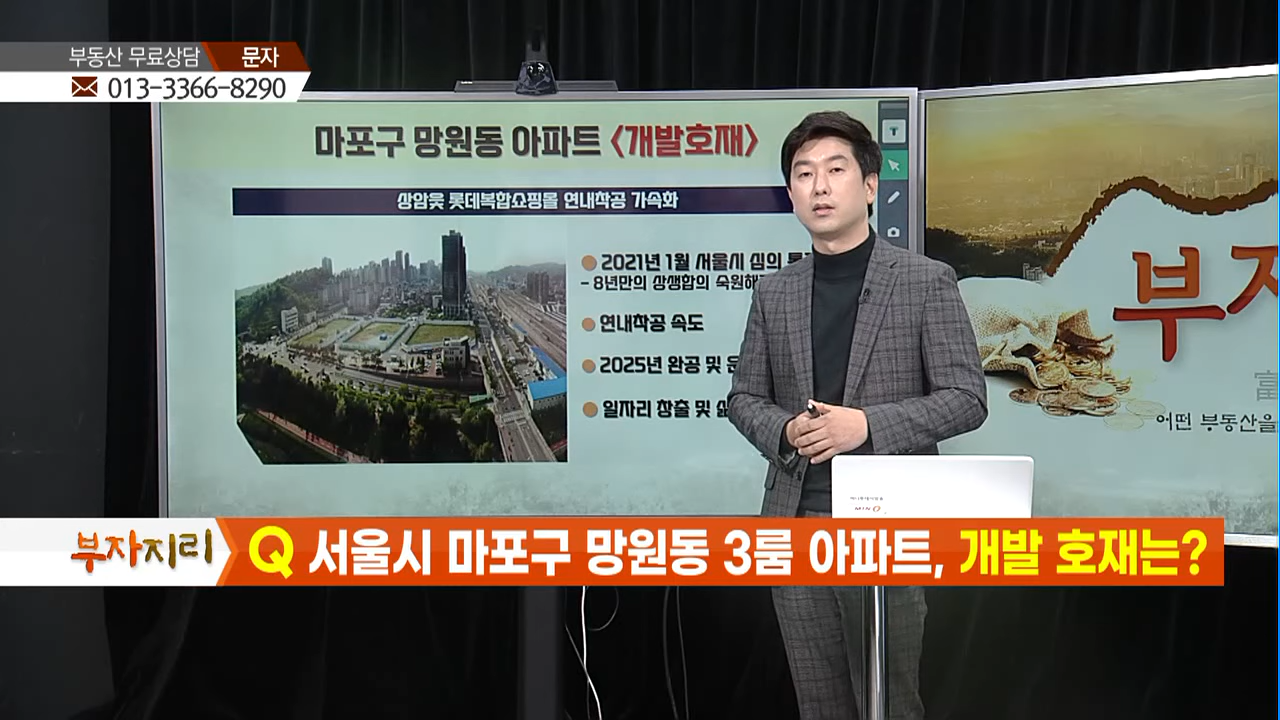 부동산 무료상담 문자
013-3366-8290
마포구 망원동 아파트 <개발호재>
상암롯 롯데복합쇼핑몰 연내착공 가속화
2021년 1월 서울시 심의
- 8년만의 상생합의 숙원해
연내착공 속도
2025년 완공 및
일자리 창출 및
부자
富
어떤 부동산을
MINO
부자지리
Q 서울시 마포구 망원동 3룸 아파트, 개발 호재는?